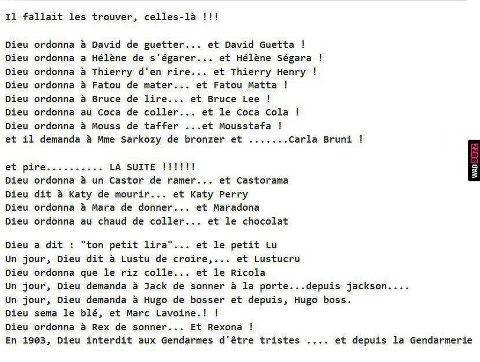 Il fallait les trouver, celles-là !!!
Dieu ordonna à David de guetter... et David Guetta !
Dieu ordonna a Hélène de s'égarer... et Hélène Ségara !
Dieu ordonna à Thierry d'en rire... et Thierry Henry !
Dieu ordonna à Fatou de mater... et Fatou Matta !
Dieu ordonna à Bruce de lire... et Bruce Lee !
Dieu ordonna au Coca de coller... et le Coca Cola !
Dieu ordonna à Mouss de taffer ...et Mousstafa !
et il demanda à Mme Sarkozy de bronzer et .......Carla Bruni !
et pire.......... LA SUITE !!!!!!
Dieu ordonna à un Castor de ramer... et Castorama
Dieu dit à Katy de mourir... et Katy Perry
Dieu ordonna à Mara de donner... et Maradona
Dieu ordonna au chaud de coller... et le chocolat
Dieu a dit : "ton petit lira"... et le petit Lu
Un jour, Dieu dit à Lustu de croire,... et Lustucru
Dieu ordonna que le riz colle... et le Ricola
Un jour, Dieu demanda à Jack de sonner à la porte...depuis jackson....
Un jour, Dieu demanda à Hugo de bosser et depuis, Hugo boss.
Dieu sema le blé, et Marc Lavoine.! !
Dieu ordonna à Rex de sonner... Et Rexona !
En 1903, Dieu interdit aux Gendarmes d'être tristes .... et depuis la Gendarmerie